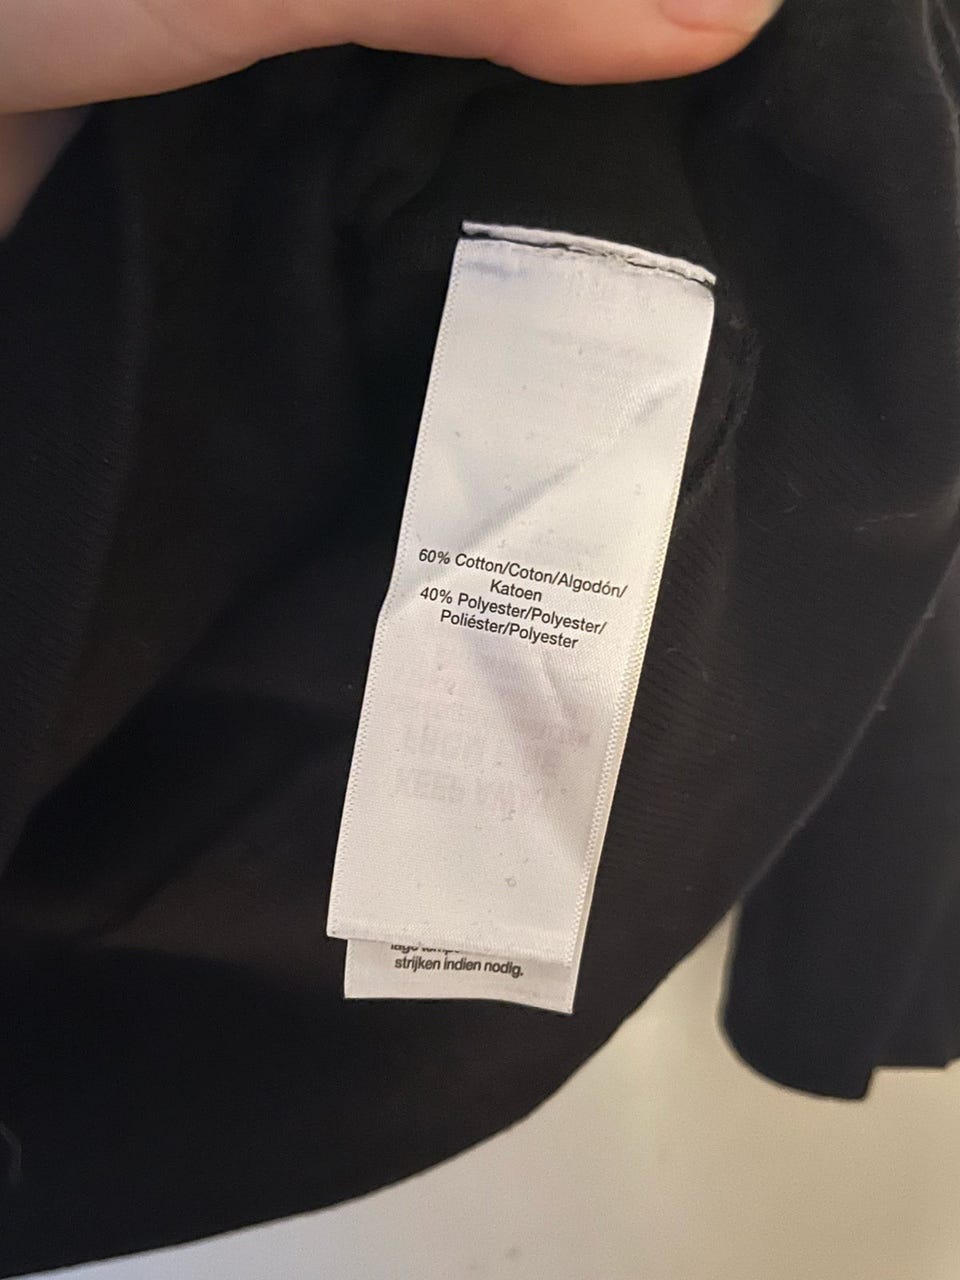 60% Cotton/Coton/Algodón/
Katoen
40% Polyester/Polyester/
Poliéster/Polyester
strijken indien nodig.